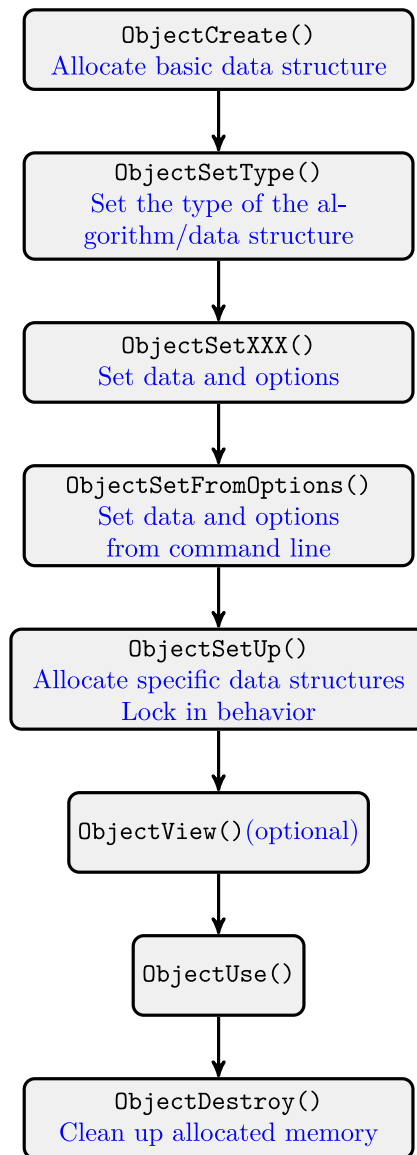 ObjectCreate()
Allocate basic data structure
ObjectSetType()
Set the type of the al-
gorithm/data structure
ObjectSetXXX()
Set data and options
ObjectSetFromOptions()
Set data and options
from command line
ObjectSetUp()
Allocate specific data structures
Lock in behavior
ObjectView()(optional)
ObjectUse()
ObjectDestroy()
Clean up allocated memory